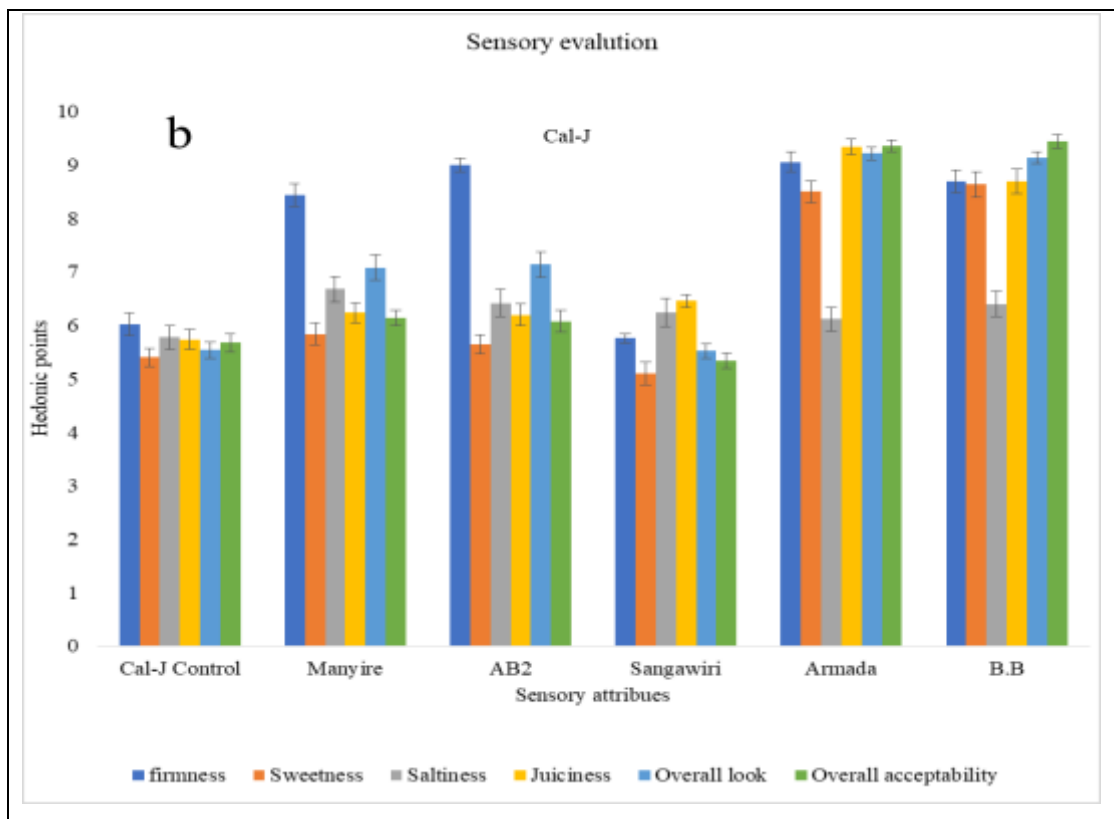 Sensory evalution
b
Cal-J
10
9
8
7
6
5
4
3
2
1
0
Hedonic points
Cal-J Control Manyire AB2 Sangawiri Armada B.B
Sensory attribues
firmness Sweetness Saltiness Juiciness Overall look Overall acceptability